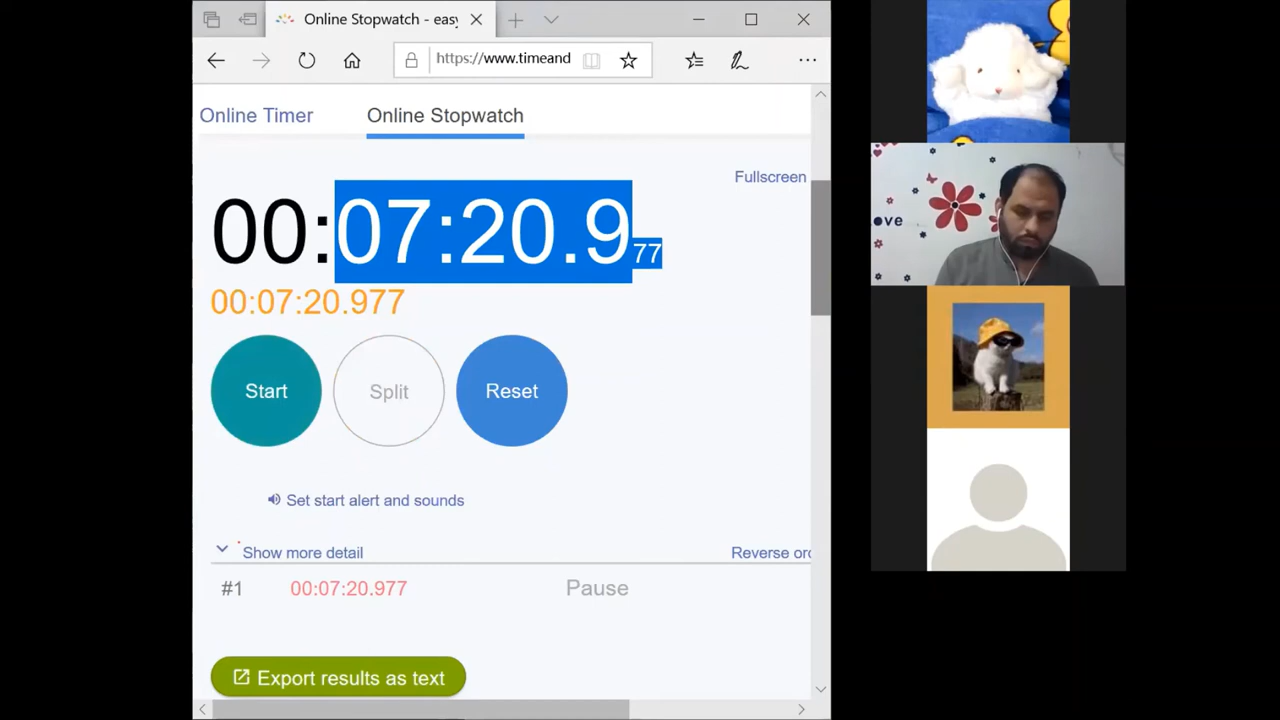 Online Stopwatch - easy
https://www.timeand
Online Timer
Online Stopwatch
Fullscreen
00:07:20.977
00:07:20.977
Start
Split
Reset
Set start alert and sounds
Show more detail
Reverse ord
#1 00:07:20.977 Pause
Export results as text
ove